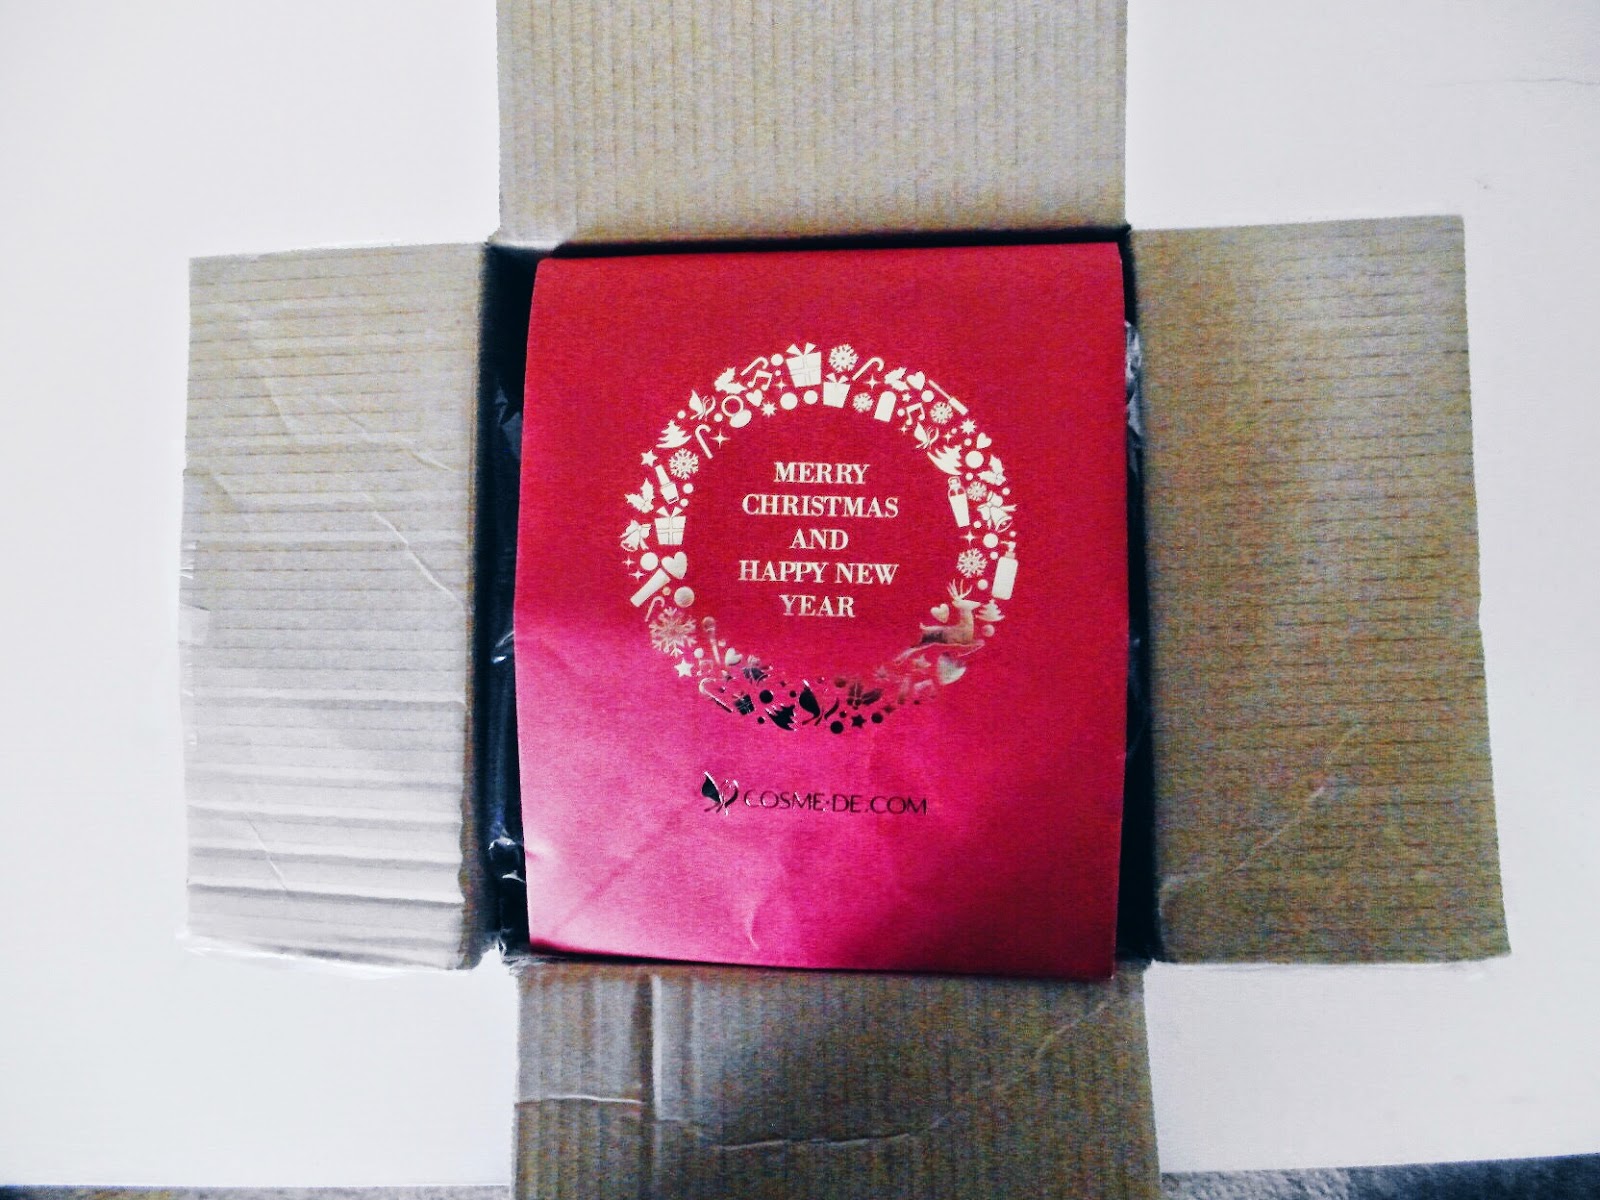 MERRY
CHRISTMAS
AND
HAPPY NEW
YEAR
COSME·DE.COM